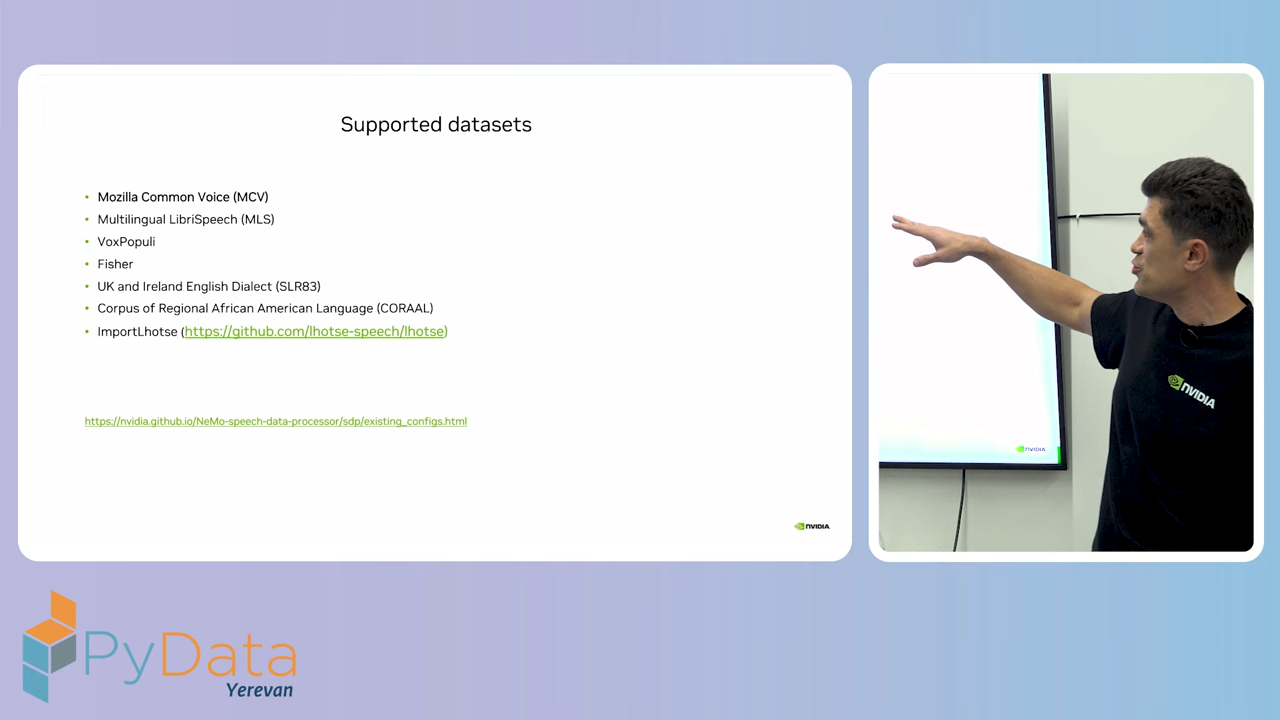 Supported datasets
• Mozilla Common Voice (MCV)
• Multilingual LibriSpeech (MLS)
• VoxPopuli
• Fisher
• UK and Ireland English Dialect (SLR83)
• Corpus of Regional African American Language (CORAAL)
• ImportLhotse (https://github.com/lhotse-speech/lhotse)
https://nvidia.github.io/NeMo-speech-data-processor/sdp/existing_configs.html
NVIDIA
NVIDIA
NVIDIA
PyData
Yerevan